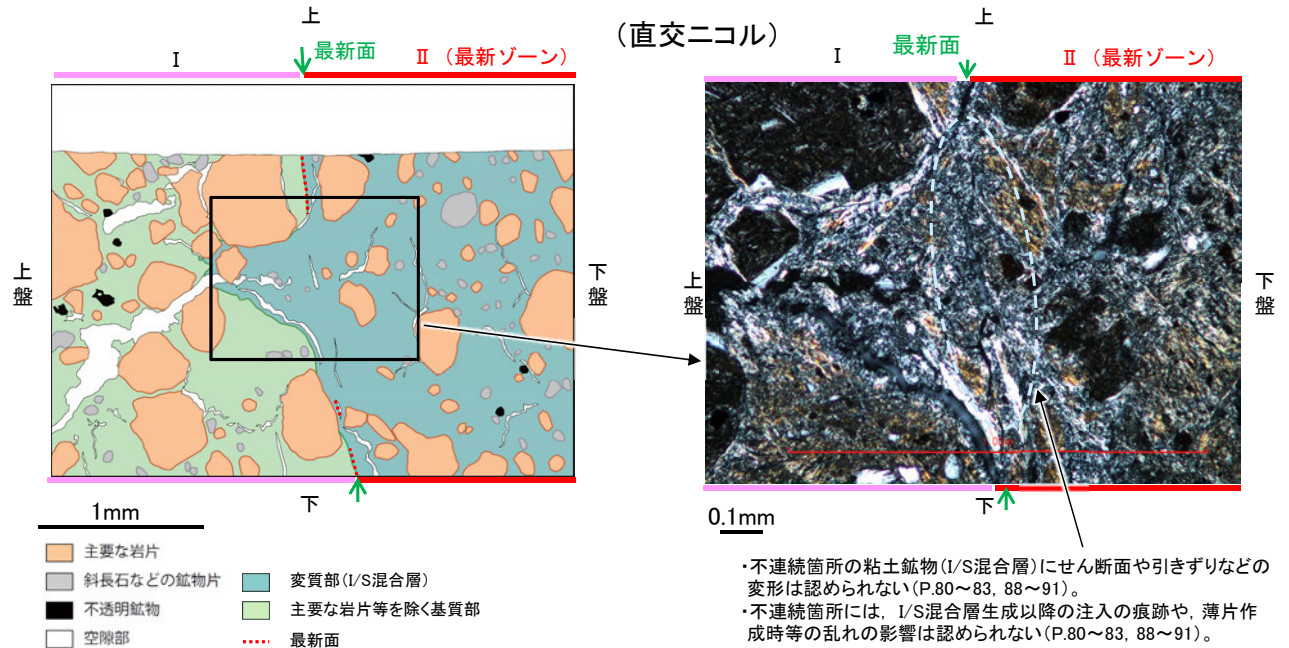 (直交ニコル)
上
最新面
Ⅰ
Ⅱ (最新ゾーン)
上盤
下盤
下
1mm
主要な岩片
斜長石などの鉱物片
不透明鉱物
空隙部
変質部(I/S混合層)
主要な岩片等を除く基質部
最新面
上
最新面
Ⅰ
Ⅱ (最新ゾーン)
上盤
下盤
下
0.1mm
・不連続箇所の粘土鉱物(I/S混合層)にせん断面や引きずりなどの
変形は認められない(P.80～83, 88～91)。
・不連続箇所には, I/S混合層生成以降の注入の痕跡や, 薄片作
成時等の乱れの影響は認められない(P.80～83, 88～91)。